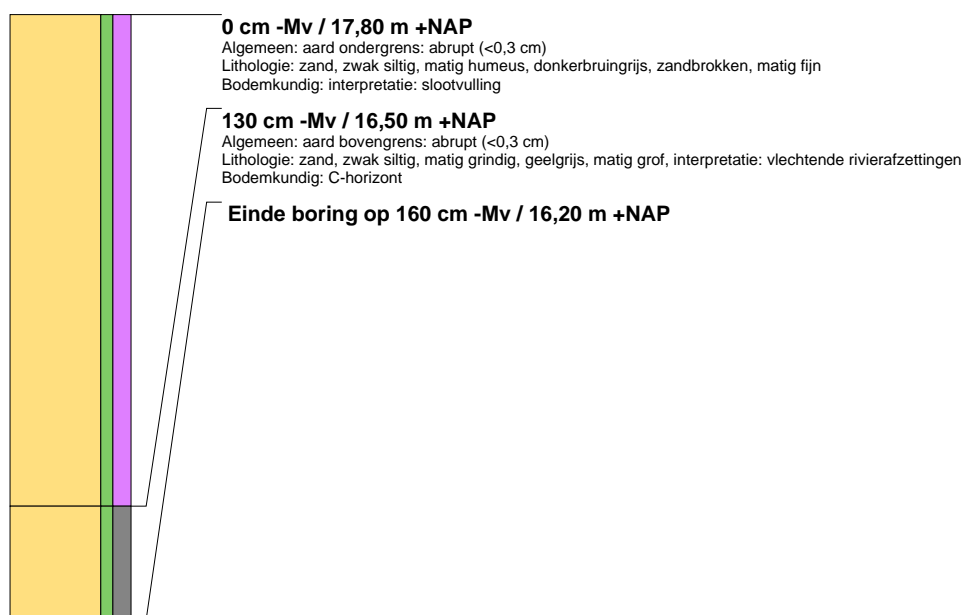 0 cm -Mv / 17,80 m +NAP
Algemeen: aard ondergrens: abrupt (<0,3 cm)
Lithologie: zand, zwak siltig, matig humeus, donkerbruingrijs, zandbrokken, matig fijn
Bodemkundig: interpretatie: slootvulling
130 cm -Mv / 16,50 m +NAP
Algemeen: aard bovengrens: abrupt (<0,3 cm)
Lithologie: zand, zwak siltig, matig grindig, geelgrijs, matig grof, interpretatie: vlechtende rivierafzettingen
Bodemkundig: C-horizont
Einde boring op 160 cm -Mv / 16,20 m +NAP